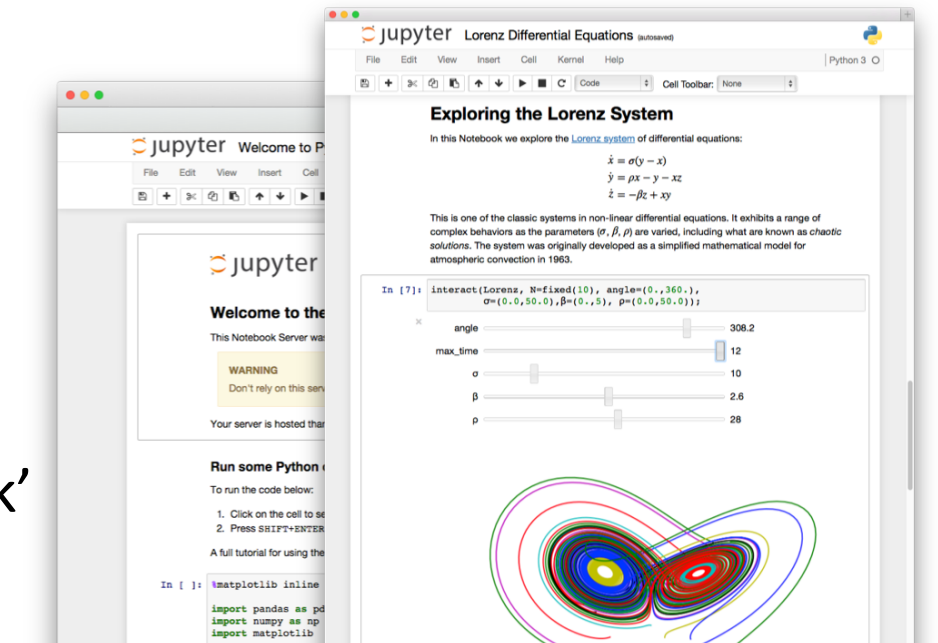 k’
jupyter Welcome to P
File Edit View Insert Cell
jupyter
Welcome to the
This Notebook Server was
WARNING
Don't rely on this serv
Your server is hosted than
Run some Python
To run the code below:
1. Click on the cell to se
2. Press SHIFT+ENTER
A full tutorial for using the
In [ ]: %matplotlib inline
import pandas as pd
import numpy as np
import matplotlib
jupyter Lorenz Differential Equations (autosaved)
File Edit View Insert Cell Kernel Help Python 3
Code Cell Toolbar: None
Exploring the Lorenz System
In this Notebook we explore the Lorenz system of differential equations:
ẋ = σ(y − x)
ẏ = ρx − y − xz
ż = −βz + xy
This is one of the classic systems in non-linear differential equations. It exhibits a range of
complex behaviors as the parameters (σ, β, ρ) are varied, including what are known as chaotic
solutions. The system was originally developed as a simplified mathematical model for
atmospheric convection in 1963.
In [7]: interact(Lorenz, N=fixed(10), angle=(0.,360.),
σ=(0.0,50.0),β=(0.,5), ρ=(0.0,50.0));
angle 308.2
max_time 12
σ 10
β 2.6
ρ 28